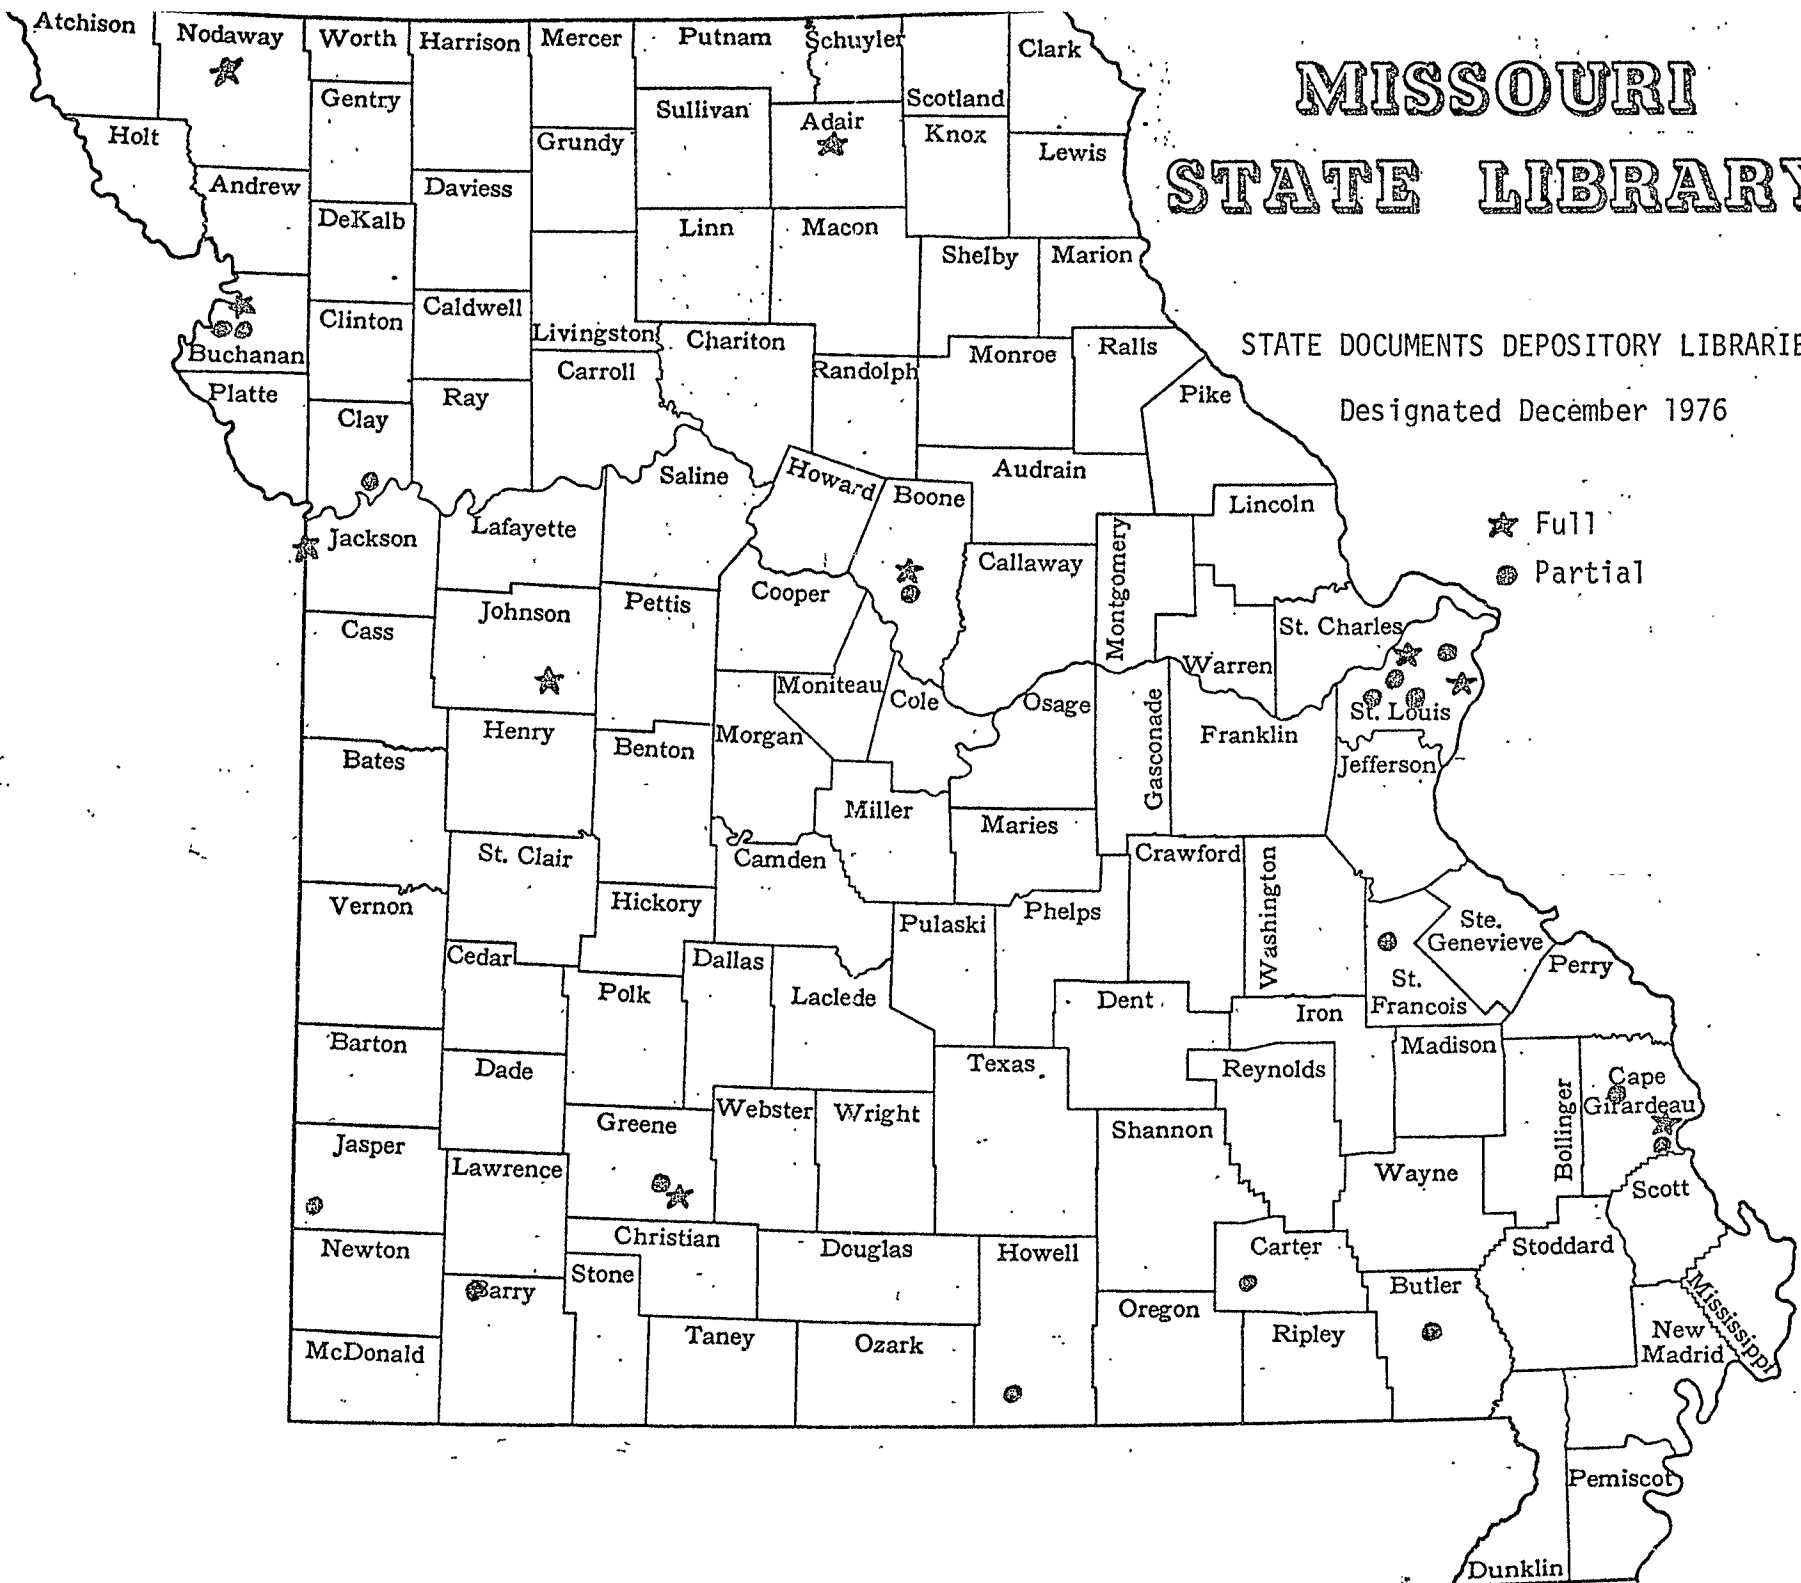 MISSOURI
STATE LIBRARY
STATE DOCUMENTS DEPOSITORY LIBRARIE
Designated December 1976
Full
Partial
Atchison
Nodaway
Worth
Harrison
Mercer
Putnam
Schuyler
Scotland
Clark
Holt
Gentry
Grundy
Sullivan
Adair
Knox
Lewis
Andrew
DeKalb
Daviess
Linn
Macon
Shelby
Marion
Buchanan
Clinton
Caldwell
Livingston
Chariton
Randolph
Monroe
Ralls
Platte
Clay
Ray
Carroll
Pike
Audrain
Saline
Howard
Boone
Lincoln
Jackson
Lafayette
Callaway
Montgomery
Cooper
Pettis
Johnson
Cass
St. Charles
Warren
Moniteau
Cole
Osage
Gasconade
Franklin
St. Louis
Henry
Benton
Morgan
Bates
Jefferson
Miller
Maries
St. Clair
Camden
Crawford
Washington
Vernon
Hickory
Pulaski
Phelps
Ste.
Genevieve
Cedar
Dallas
Polk
Laclede
Dent
Iron
St.
Francois
Perry
Barton
Dade
Texas
Reynolds
Madison
Cape
Girardeau
Bollinger
Jasper
Greene
Webster
Wright
Shannon
Lawrence
Wayne
Scott
Newton
Christian
Douglas
Howell
Carter
Stoddard
Barry
Stone
Oregon
Butler
Mississippi
McDonald
Taney
Ozark
Ripley
New
Madrid
Pemiscot
Dunklin